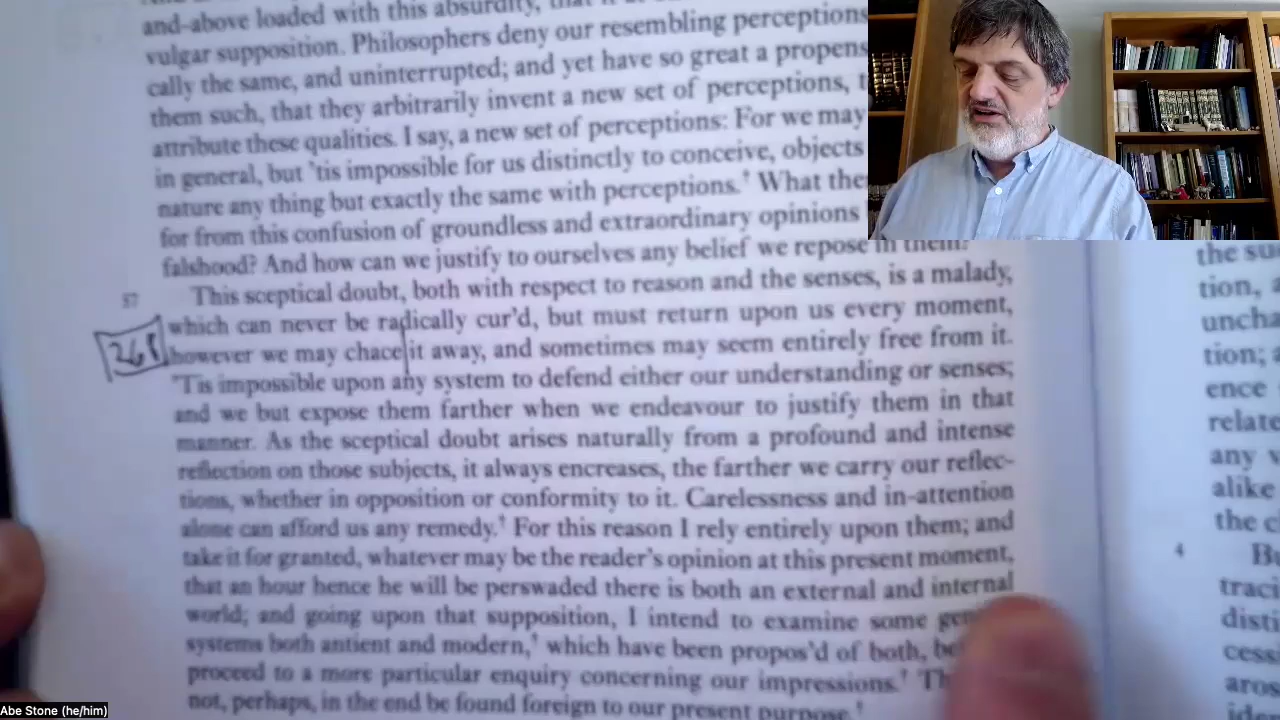 and-above loaded with this absurdity, that it at
vulgar supposition. Philosophers deny our resembling perceptions
cally the same, and uninterrupted; and yet have so great a propens
them such, that they arbitrarily invent a new set of perceptions, t
attribute these qualities. I say, a new set of perceptions: For we may
in general, but 'tis impossible for us distinctly to conceive, objects
nature any thing but exactly the same with perceptions.† What the
for from this confusion of groundless and extraordinary opinions
falshood? And how can we justify to ourselves any belief we repose in them?
57 This sceptical doubt, both with respect to reason and the senses, is a malady,
which can never be radically cur'd, but must return upon us every moment,
268 however we may chace it away, and sometimes may seem entirely free from it.
'Tis impossible upon any system to defend either our understanding or senses;
and we but expose them farther when we endeavour to justify them in that
manner. As the sceptical doubt arises naturally from a profound and intense
reflection on those subjects, it always encreases, the farther we carry our reflec-
tions, whether in opposition or conformity to it. Carelessness and in-attention
alone can afford us any remedy.† For this reason I rely entirely upon them; and
take it for granted, whatever may be the reader's opinion at this present moment,
that an hour hence he will be perswaded there is both an external and internal
world; and going upon that supposition, I intend to examine some gen
systems both antient and modern,† which have been propos'd of both, be
proceed to a more particular enquiry concerning our impressions.† Th
not, perhaps, in the end be found foreign to our present purpose.†
the su
tion, a
uncha
tion; a
ence
relate
any v
alike
the c
4 Bu
traci
disti
cess
aros
idea
Abe Stone (he/him)